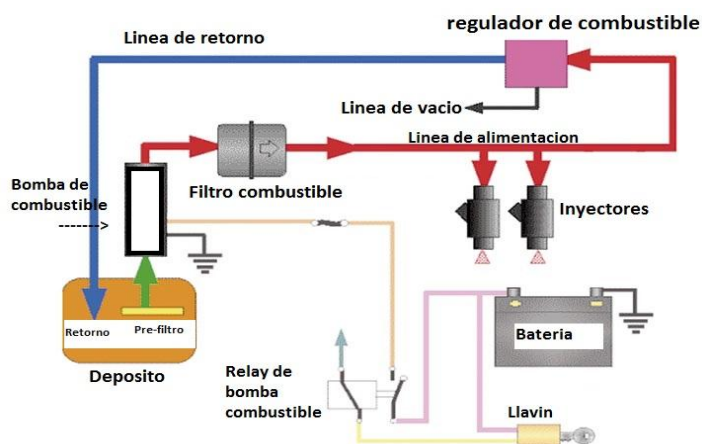 regulador de combustible
Linea de retorno
Linea de vacio
Linea de alimentacion
Filtro combustible
Bomba de
combustible
Inyectores
Retorno
Pre-filtro
Deposito
Bateria
Relay de
bomba
combustible
Llavin